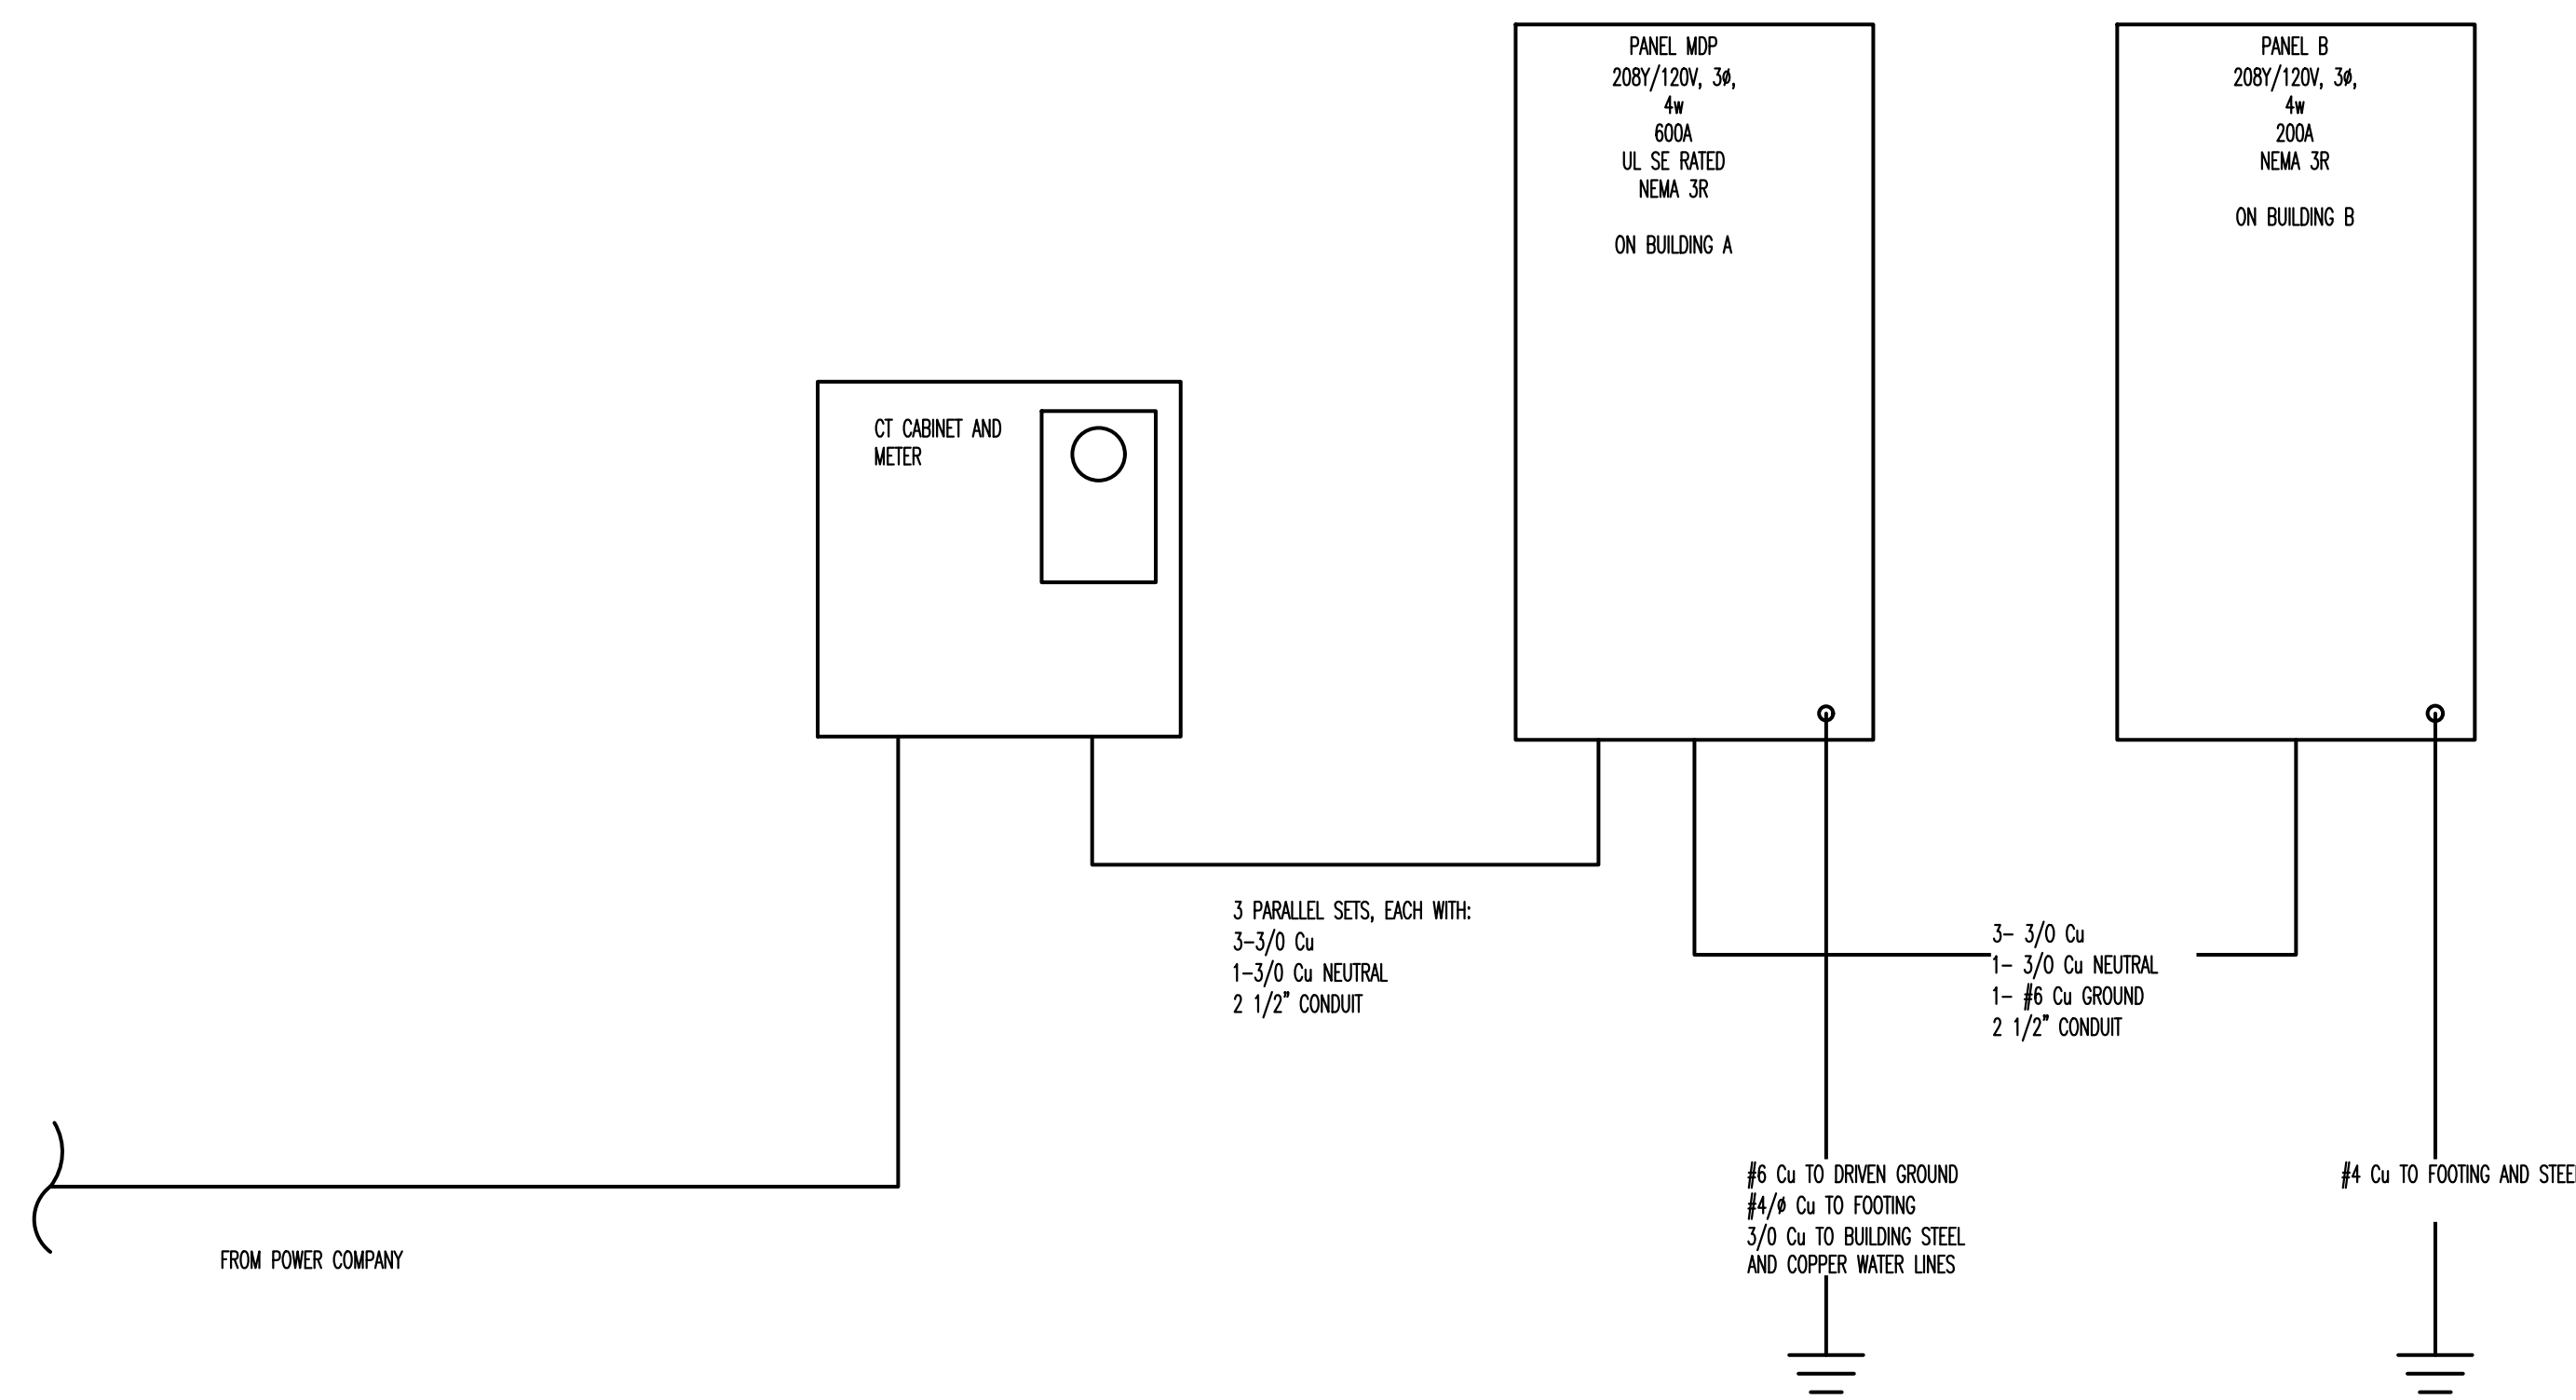 PANEL MDP
208Y/120V, 3ø,
4w
600A
UL SE RATED
NEMA 3R
ON BUILDING A
PANEL B
208Y/120V, 3ø,
4w
200A
NEMA 3R
ON BUILDING B
CT CABINET AND
METER
3 PARALLEL SETS, EACH WITH:
3-3/0 Cu
1-3/0 Cu NEUTRAL
2 1/2" CONDUIT
3- 3/0 Cu
1- 3/0 Cu NEUTRAL
1- #6 Cu GROUND
2 1/2" CONDUIT
#6 Cu TO DRIVEN GROUND
#4/ø Cu TO FOOTING
3/0 Cu TO BUILDING STEEL
AND COPPER WATER LINES
#4 Cu TO FOOTING AND STEE
FROM POWER COMPANY